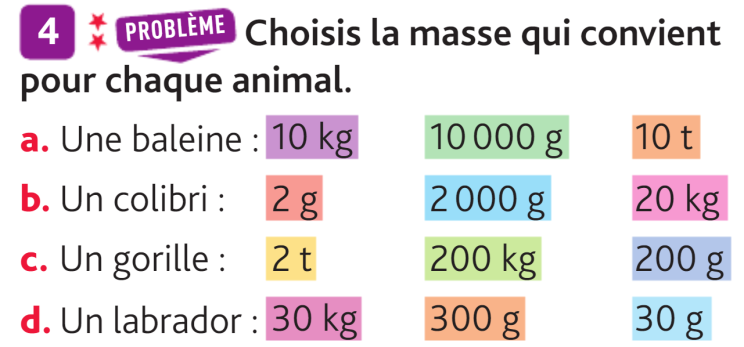 4 PROBLÈME Choisis la masse qui convient
pour chaque animal.
a. Une baleine : 10 kg 10 000 g 10 t
b. Un colibri : 2 g 2 000 g 20 kg
c. Un gorille : 2 t 200 kg 200 g
d. Un labrador : 30 kg 300 g 30 g